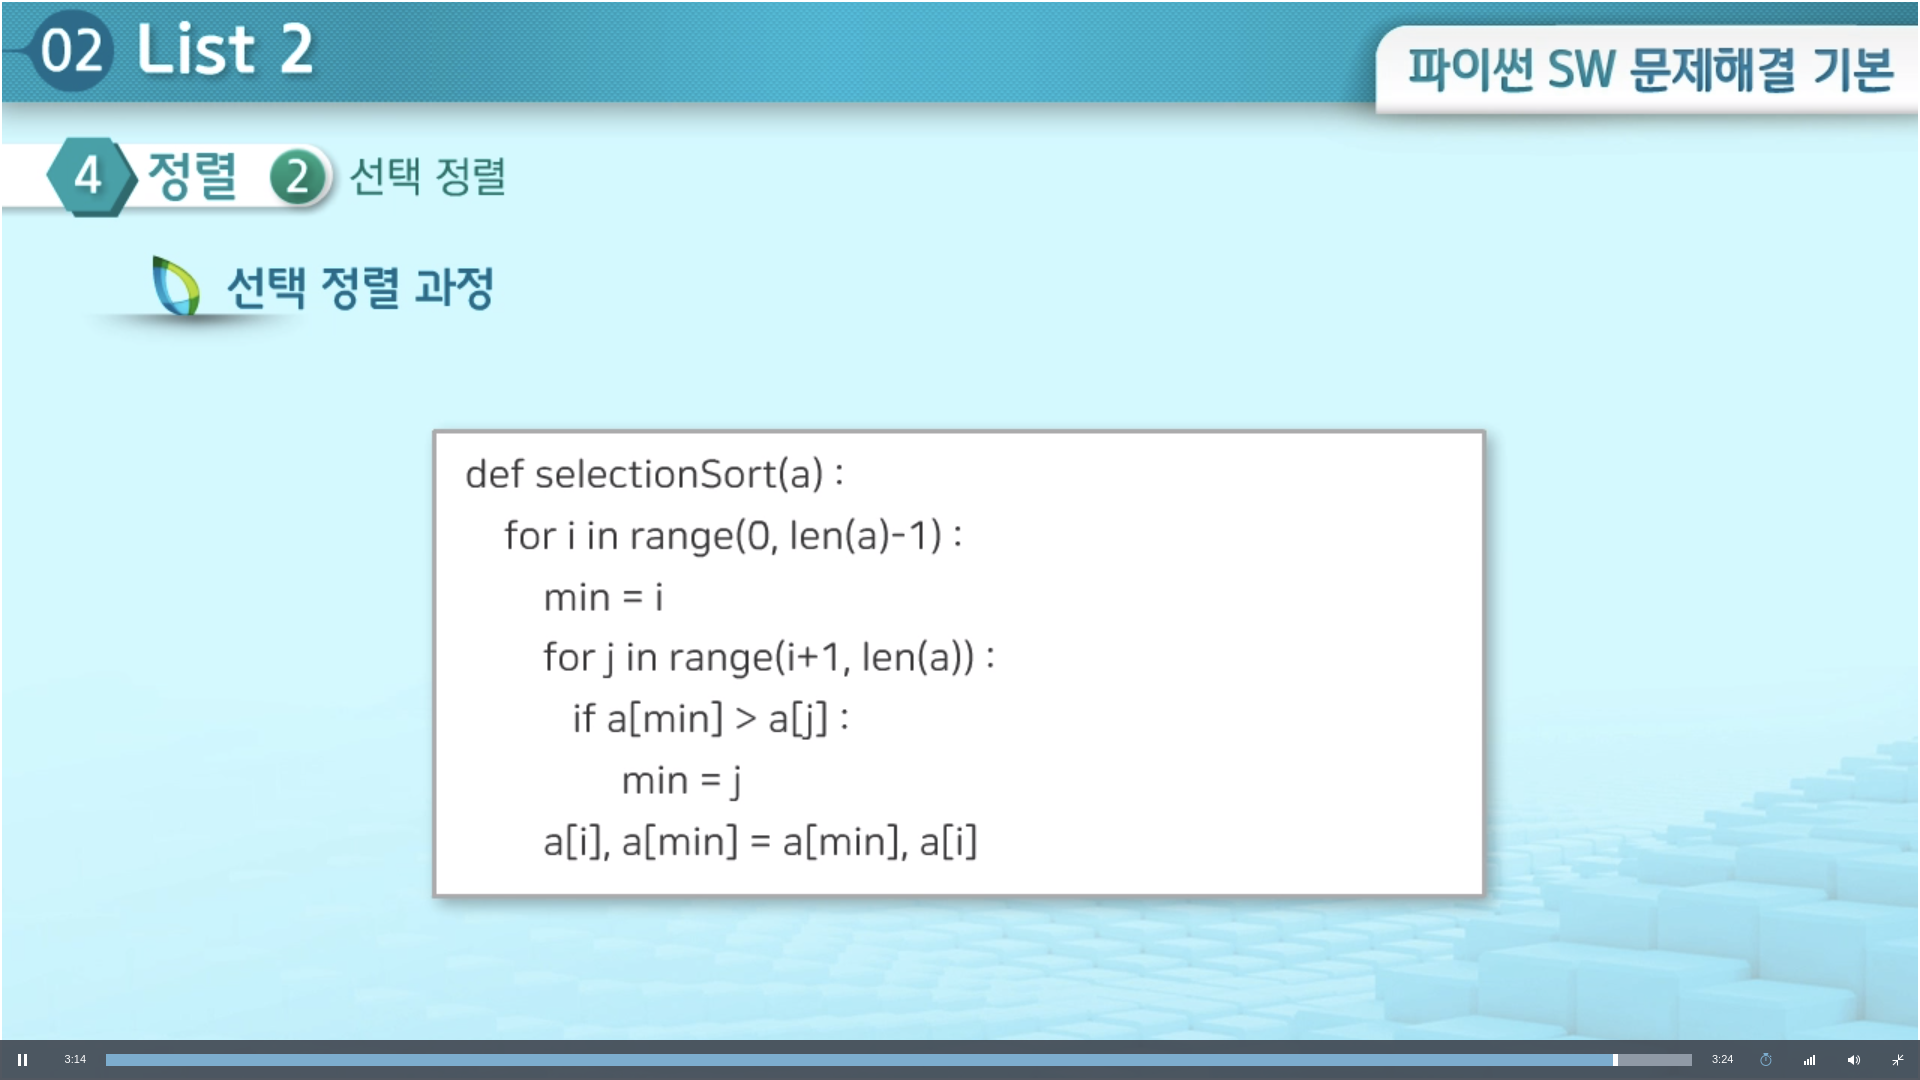 02 List 2
파이썬 SW 문제해결 기본
4 정렬 2 선택 정렬
선택 정렬 과정
def selectionSort(a) :
for i in range(0, len(a)-1) :
min = i
for j in range(i+1, len(a)) :
if a[min] > a[j] :
min = j
a[i], a[min] = a[min], a[i]
3:14 3:24